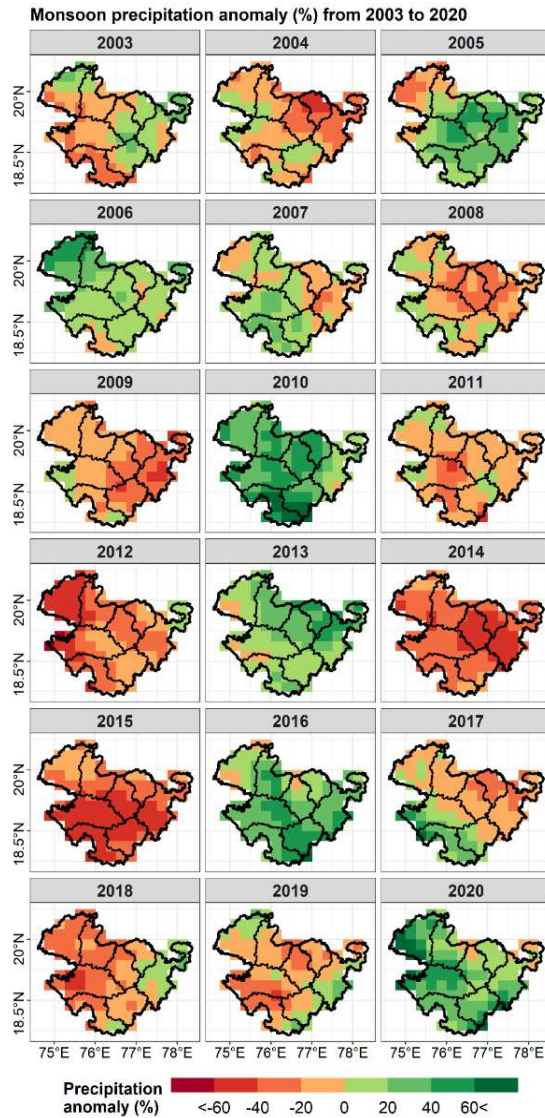 Monsoon precipitation anomaly (%) from 2003 to 2020
2003 2004 2005
20°N
18.5°N
2006 2007 2008
20°N
18.5°N
2009 2010 2011
20°N
18.5°N
2012 2013 2014
20°N
18.5°N
2015 2016 2017
20°N
18.5°N
2018 2019 2020
20°N
18.5°N
75°E 76°E 77°E 78°E 75°E 76°E 77°E 78°E 75°E 76°E 77°E 78°E
Precipitation
anomaly (%) <-60 -40 -20 0 20 40 60<